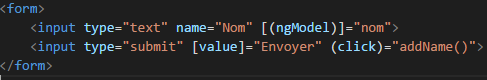 <form>
<input type="text" name="Nom" [(ngModel)]="nom">
<input type="submit" [value]="Envoyer" (click)="addName()">
</form>